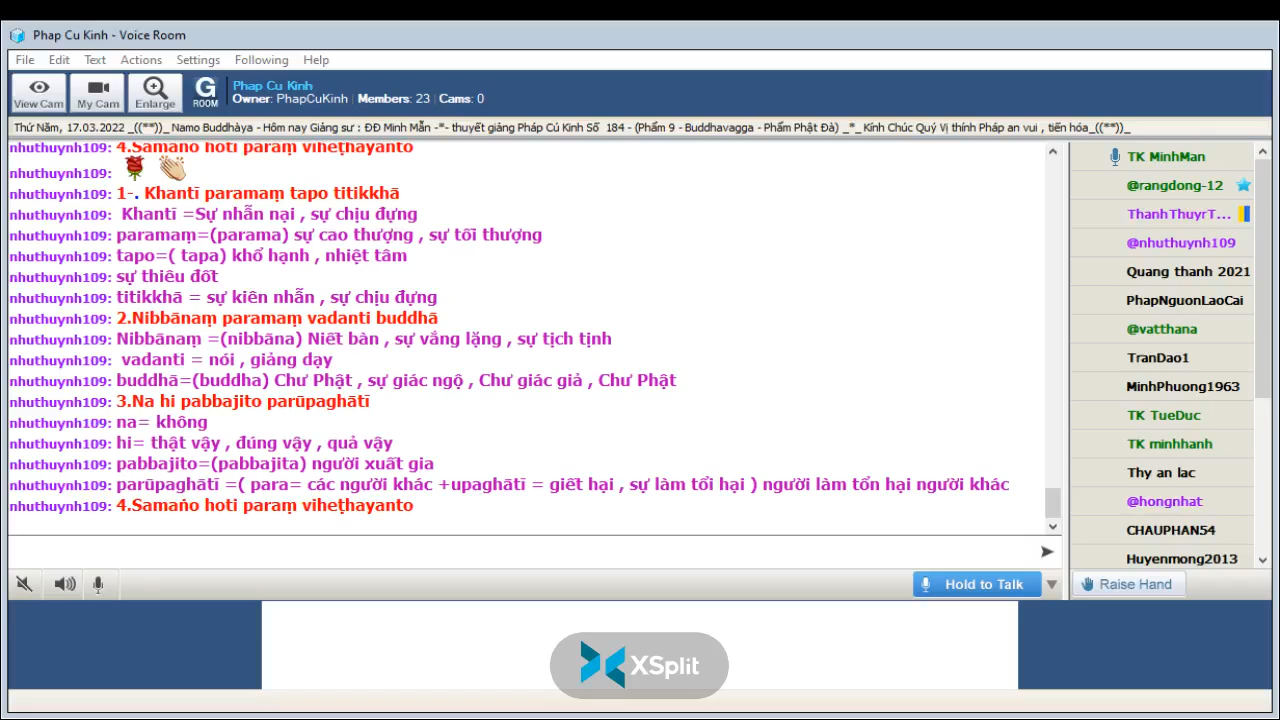 Phap Cu Kinh - Voice Room
File Edit Text Actions Settings Following Help
View Cam My Cam Enlarge G ROOM
Phap Cu Kinh
Owner: PhapCuKinh Members: 23 Cams: 0
Thứ Năm, 17.03.2022 _((**))_ Namo Buddhàya - Hôm nay Giảng sư : ĐĐ Minh Mẫn -*- thuyết giảng Pháp Cú Kinh Số 184 - (Phẩm 9 - Buddhavagga - Phẩm Phật Đà) _*_ Kính Chúc Quý Vị thính Pháp an vui , tiến hóa_((**))_
nhuthuynh109: 4.Samaṅo hoti paraṃ viheṭhayanto
nhuthuynh109:
nhuthuynh109: 1-. Khantī paramaṃ tapo titikkhā
nhuthuynh109: Khantī =Sự nhẫn nại , sự chịu đựng
nhuthuynh109: paramaṃ=(parama) sự cao thượng , sự tối thượng
nhuthuynh109: tapo=( tapa) khổ hạnh , nhiệt tâm
nhuthuynh109: sự thiêu đốt
nhuthuynh109: titikkhā = sự kiên nhẫn , sự chịu đựng
nhuthuynh109: 2.Nibbānaṃ paramaṃ vadanti buddhā
nhuthuynh109: Nibbānaṃ =(nibbāna) Niết bàn , sự vắng lặng , sự tịch tịnh
nhuthuynh109: vadanti = nói , giảng dạy
nhuthuynh109: buddhā=(buddha) Chư Phật , sự giác ngộ , Chư giác giả , Chư Phật
nhuthuynh109: 3.Na hi pabbajito parūpaghātī
nhuthuynh109: na= không
nhuthuynh109: hi= thật vậy , đúng vậy , quả vậy
nhuthuynh109: pabbajito=(pabbajita) người xuất gia
nhuthuynh109: parūpaghātī =( para= các người khác +upaghātī = giết hại , sự làm tổi hại ) người làm tổn hại người khác
nhuthuynh109: 4.Samaṅo hoti paraṃ viheṭhayanto
TK MinhMan
@rangdong-12
ThanhThuyrT...
@nhuthuynh109
Quang thanh 2021
PhapNguonLaoCai
@vatthana
TranDao1
MinhPhuong1963
TK TueDuc
TK minhhanh
Thy an lac
@hongnhat
CHAUPHAN54
Huyenmong2013
Hold to Talk
Raise Hand
XSplit